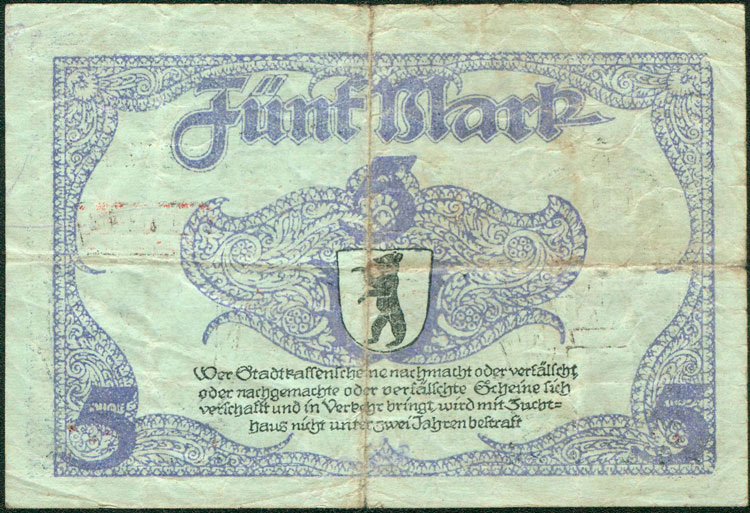 Fünf Mark
5
Wer Stadtkassenscheine nachmacht oder verfälscht
oder nachgemachte oder verfälschte Scheine sich
verschafft und in Verkehr bringt, wird mit Zucht=
haus nicht unter zwei Jahren bestraft
5 5